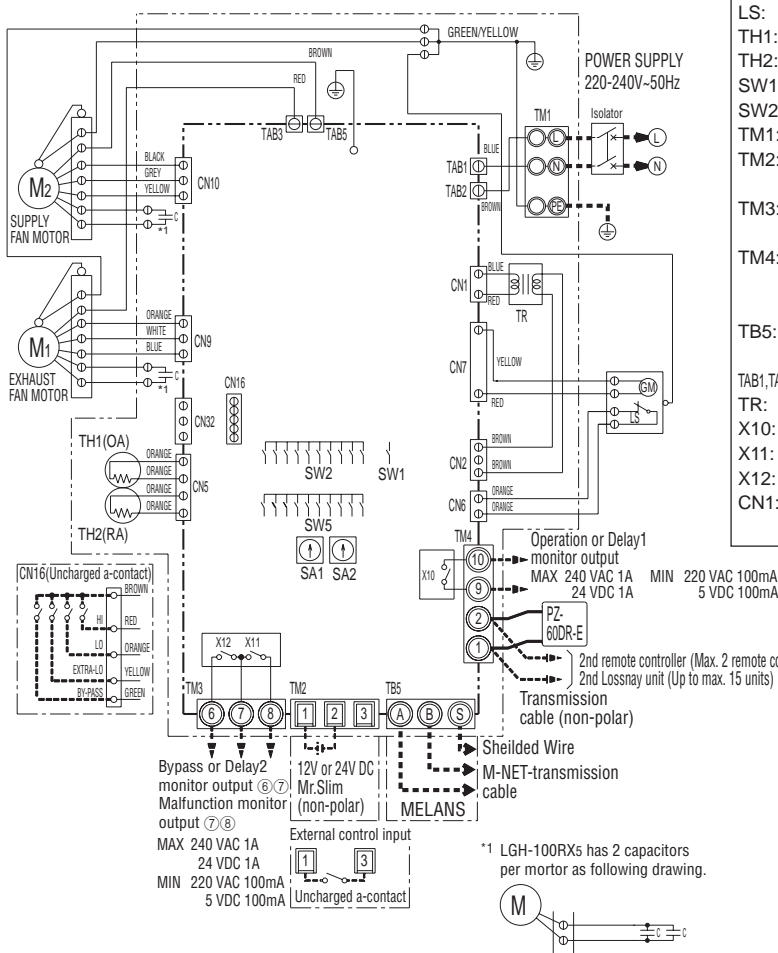 GREEN/YELLOW
BROWN
RED
POWER SUPPLY
220-240V~50Hz
TM1
Isolator
L
L
N
N
PE
TAB3
TAB5
BLUE
TAB1
TAB2
BROWN
M2
SUPPLY
FAN MOTOR
BLACK
GREY
YELLOW
CN10
C
*1
M1
EXHAUST
FAN MOTOR
ORANGE
WHITE
BLUE
CN9
C
*1
CN16
CN32
CN1
BLUE
RED
TR
CN7
YELLOW
RED
GM
LS
TH1(OA)
ORANGE
ORANGE
ORANGE
ORANGE
CN5
TH2(RA)
SW2
SW1
SW5
SA1 SA2
CN2
BROWN
BROWN
CN6
ORANGE
ORANGE
TM4
X10
10
9
2
1
Operation or Delay1
monitor output
MAX 240 VAC 1A MIN 220 VAC 100mA
24 VDC 1A 5 VDC 100mA
PZ-
60DR-E
2nd remote controller (Max. 2 remote co
2nd Lossnay unit (Up to max. 15 units)
Transmission
cable (non-polar)
CN16(Uncharged a-contact)
BROWN
HI RED
LO ORANGE
EXTRA-LO YELLOW
BY-PASS GREEN
X12 X11
TM3 TM2 TB5
6 7 8 1 2 3 A B S
Bypass or Delay2
monitor output ⑥⑦
Malfunction monitor
output ⑦⑧
MAX 240 VAC 1A
24 VDC 1A
MIN 220 VAC 100mA
5 VDC 100mA
12V or 24V DC
Mr.Slim
(non-polar)
External control input
1 3
Uncharged a-contact
Sheilded Wire
M-NET-transmission
cable
MELANS
*1 LGH-100RX5 has 2 capacitors
per mortor as following drawing.
M
C C
LS:
TH1:
TH2:
SW1
SW2
TM1:
TM2:
TM3:
TM4:
TB5:
TAB1,TA
TR:
X10:
X11:
X12:
CN1: